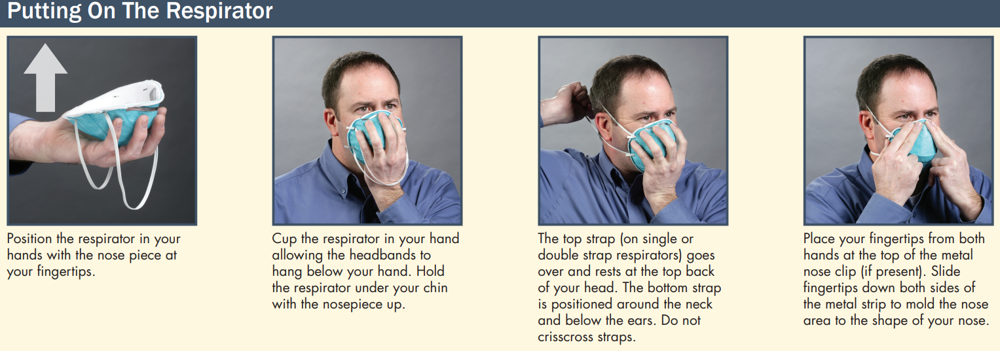 Putting On The Respirator
Position the respirator in your
hands with the nose piece at
your fingertips.
Cup the respirator in your hand
allowing the headbands to
hang below your hand. Hold
the respirator under your chin
with the nosepiece up.
The top strap (on single or
double strap respirators) goes
over and rests at the top back
of your head. The bottom strap
is positioned around the neck
and below the ears. Do not
crisscross straps.
Place your fingertips from both
hands at the top of the metal
nose clip (if present). Slide
fingertips down both sides of
the metal strip to mold the nose
area to the shape of your nose.